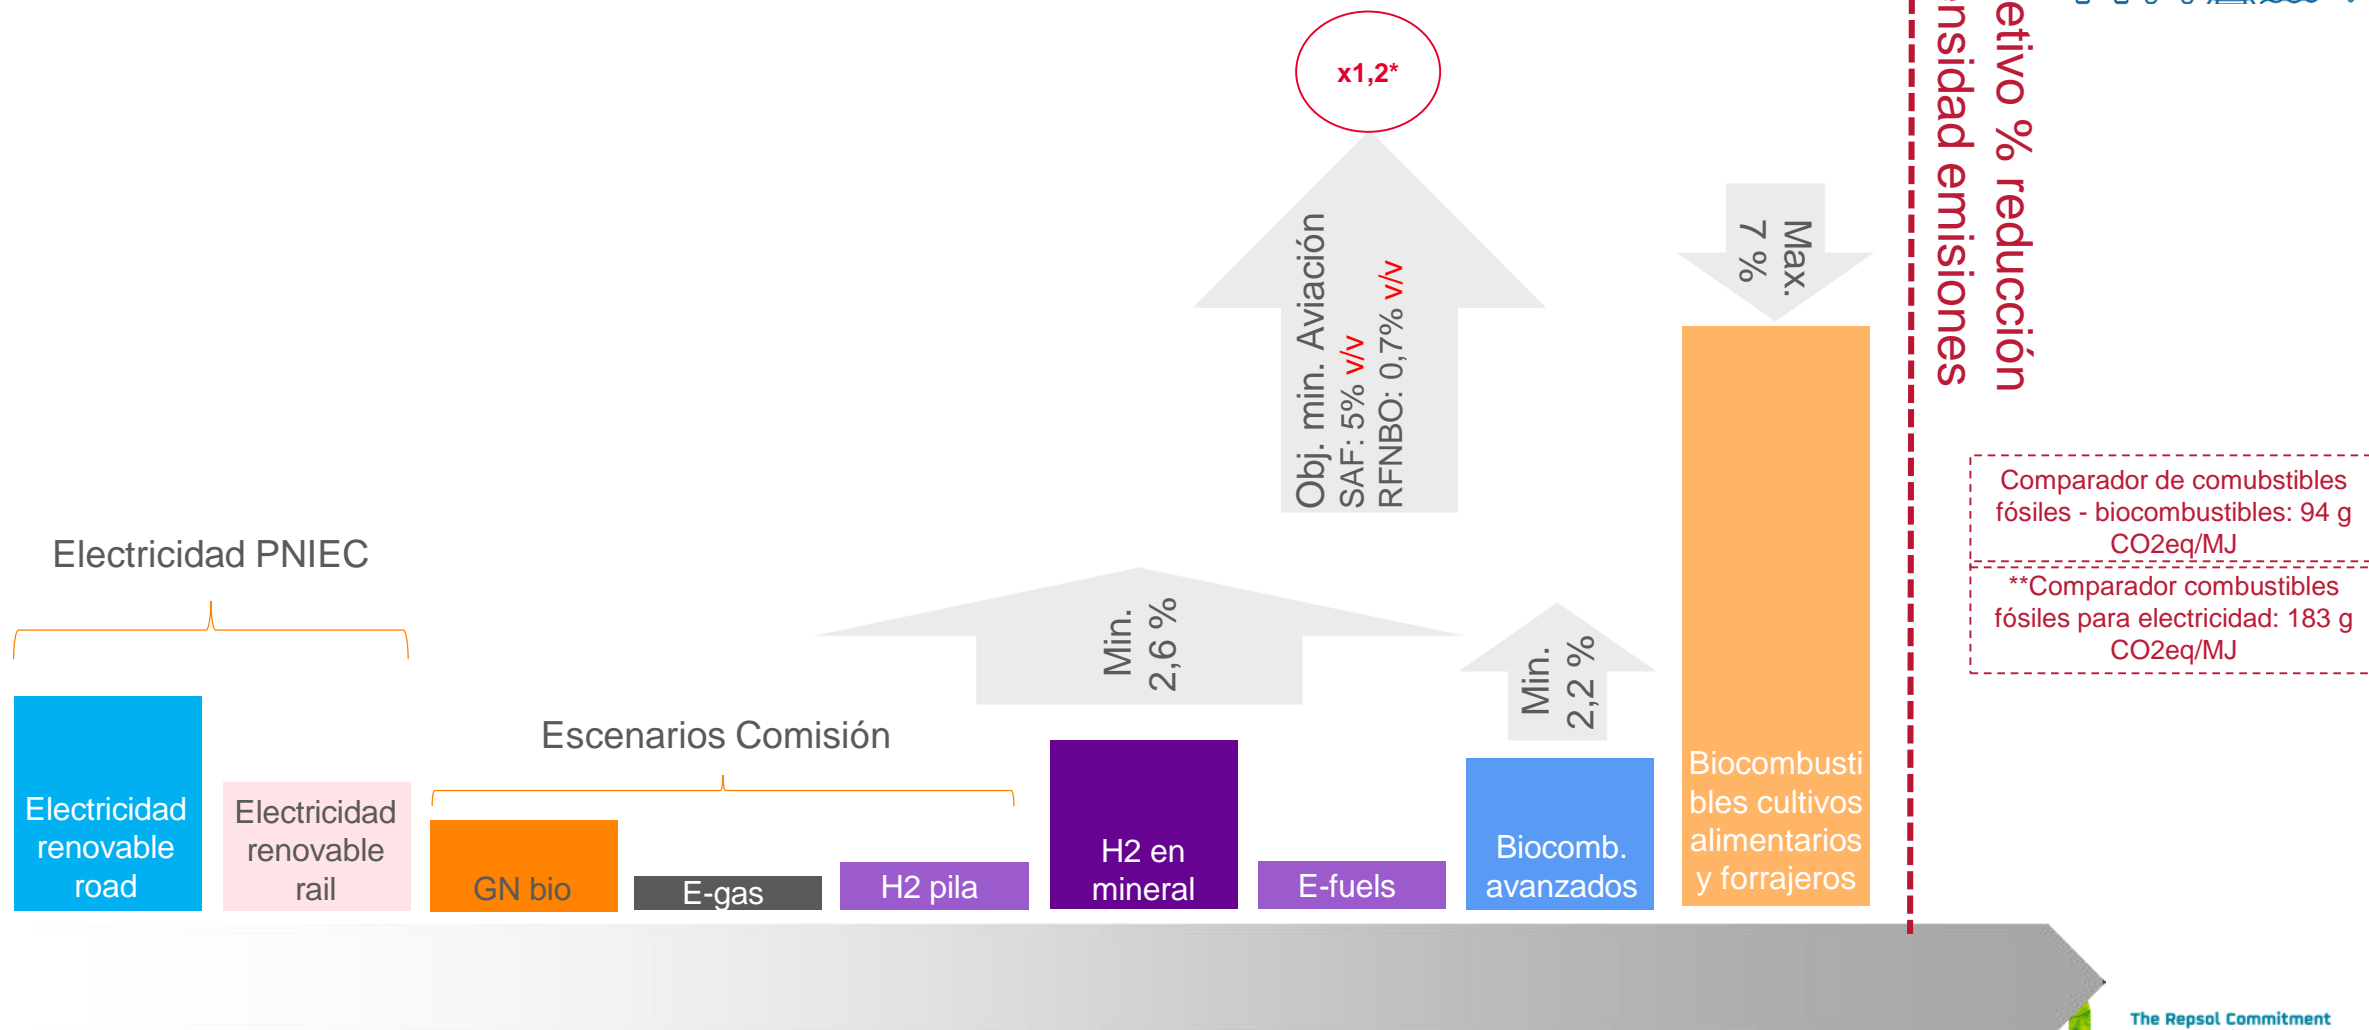 x1,2*
Obj. min. Aviación
SAF: 5% v/v
RFNBO: 0,7% v/v
Max.
7 %
etivo % reducción
ensidad emisiones
Comparador de comubstibles
fósiles - biocombustibles: 94 g
CO2eq/MJ
**Comparador combustibles
fósiles para electricidad: 183 g
CO2eq/MJ
Electricidad PNIEC
Min.
2,6 %
Min.
2,2 %
Escenarios Comisión
Electricidad
renovable
road
Electricidad
renovable
rail
GN bio
E-gas
H2 pila
H2 en
mineral
E-fuels
Biocomb.
avanzados
Biocombusti
bles cultivos
alimentarios
y forrajeros
The Repsol Commitment